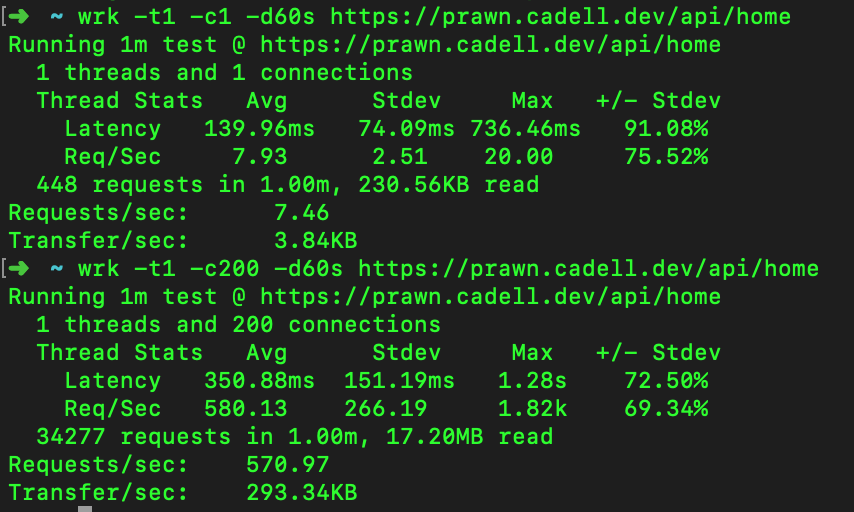 [➜  ~ wrk -t1 -c1 -d60s https://prawn.cadell.dev/api/home
Running 1m test @ https://prawn.cadell.dev/api/home
  1 threads and 1 connections
  Thread Stats   Avg      Stdev     Max   +/- Stdev
    Latency   139.96ms   74.09ms 736.46ms   91.08%
    Req/Sec     7.93      2.51    20.00     75.52%
  448 requests in 1.00m, 230.56KB read
Requests/sec:      7.46
Transfer/sec:      3.84KB
[➜  ~ wrk -t1 -c200 -d60s https://prawn.cadell.dev/api/home
Running 1m test @ https://prawn.cadell.dev/api/home
  1 threads and 200 connections
  Thread Stats   Avg      Stdev     Max   +/- Stdev
    Latency   350.88ms  151.19ms   1.28s    72.50%
    Req/Sec   580.13    266.19     1.82k    69.34%
  34277 requests in 1.00m, 17.20MB read
Requests/sec:    570.97
Transfer/sec:    293.34KB